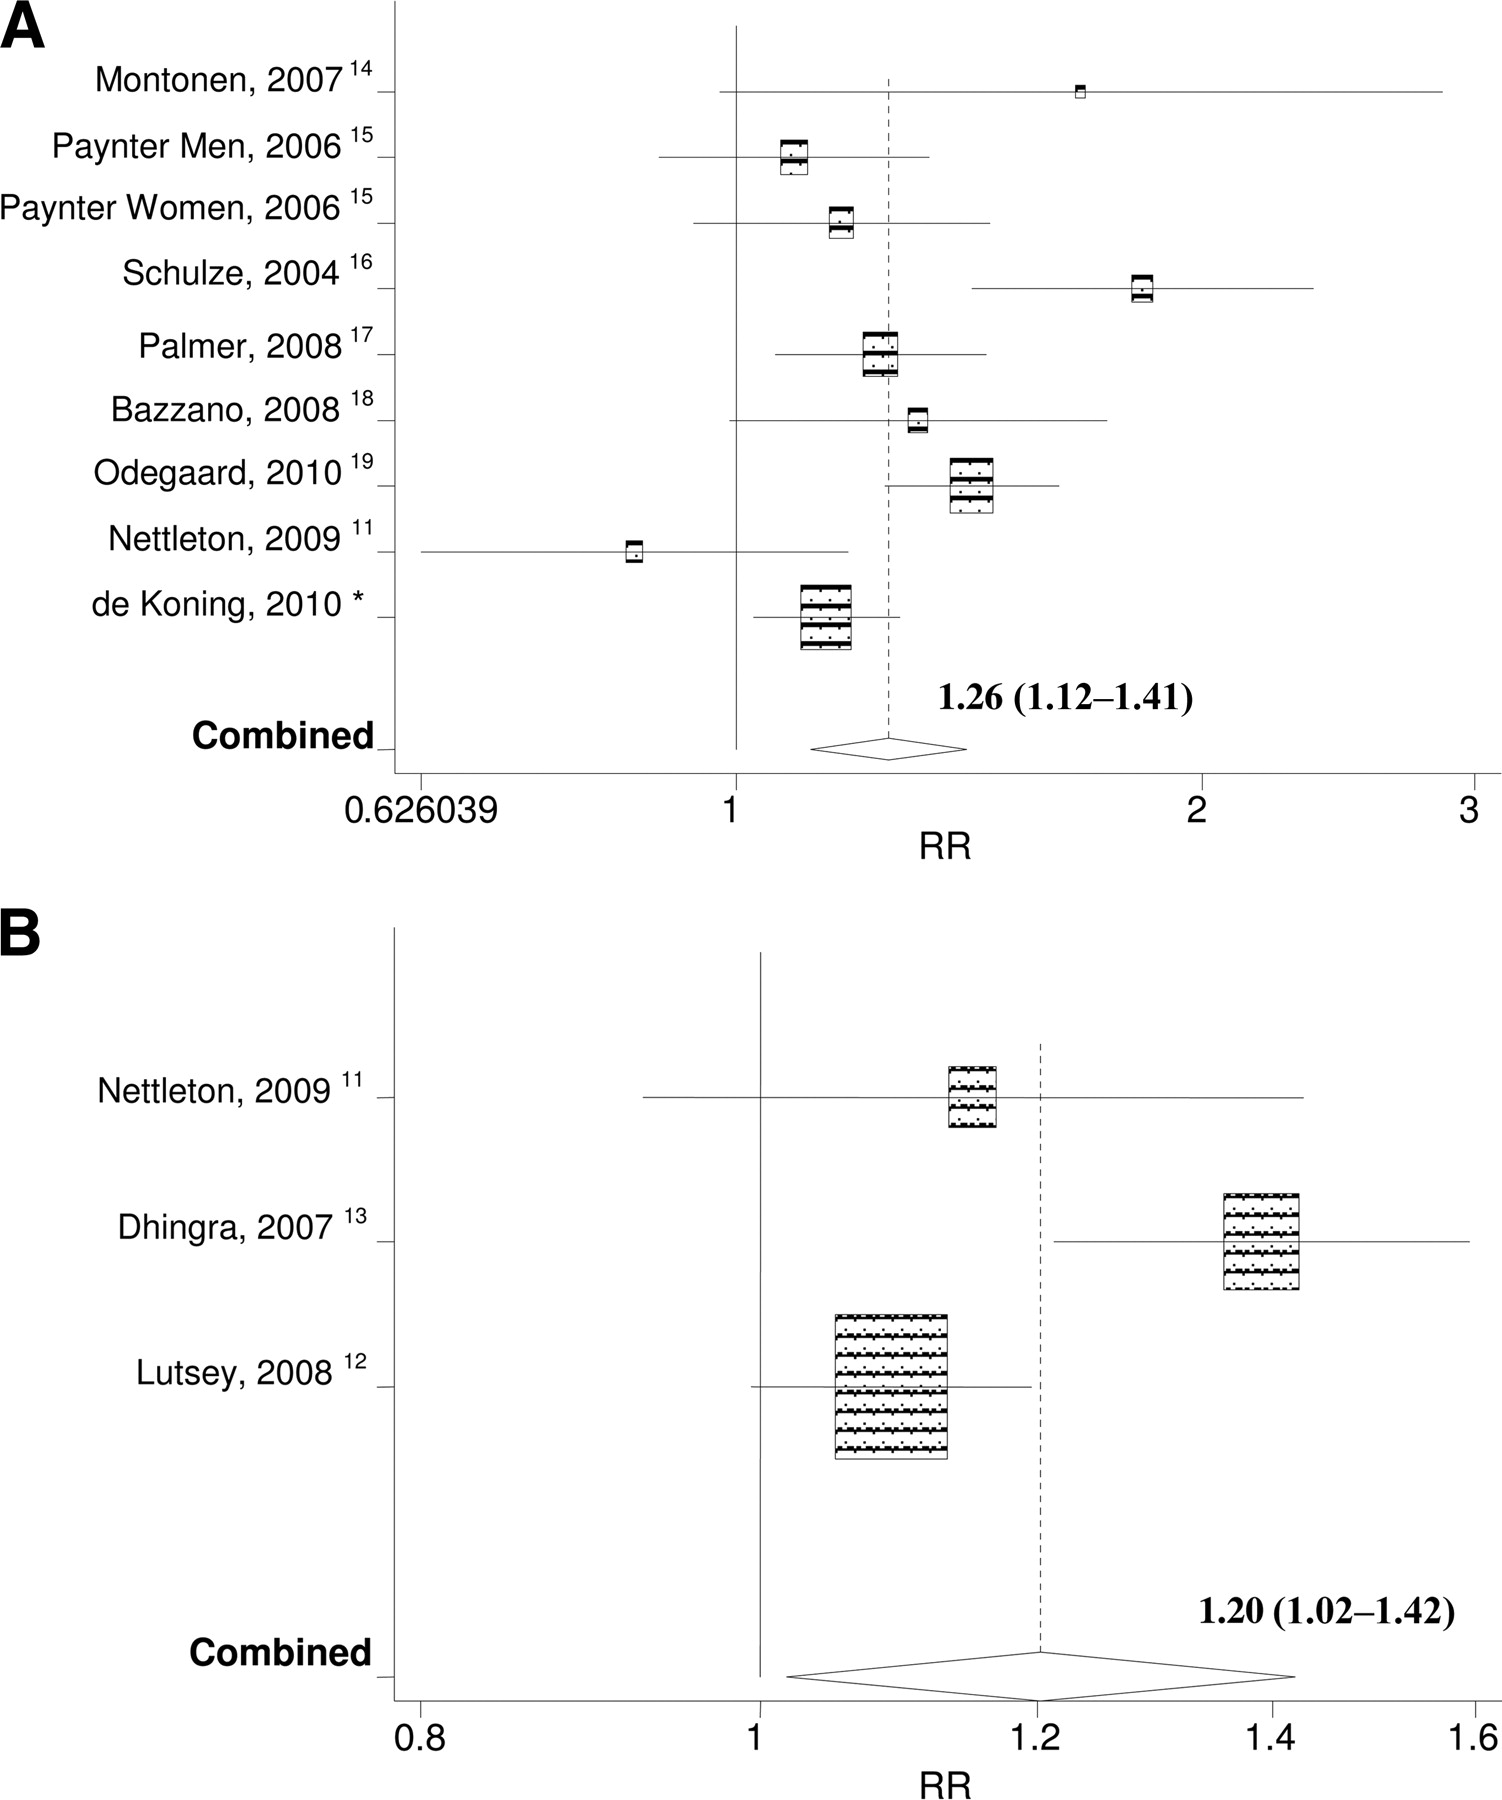 A
Montonen, 2007 14
Paynter Men, 2006 15
Paynter Women, 2006 15
Schulze, 2004 16
Palmer, 2008 17
Bazzano, 2008 18
Odegaard, 2010 19
Nettleton, 2009 11
de Koning, 2010 *
1.26 (1.12–1.41)
Combined
0.626039 1 2 3
RR
B
Nettleton, 2009 11
Dhingra, 2007 13
Lutsey, 2008 12
1.20 (1.02–1.42)
Combined
0.8 1 1.2 1.4 1.6
RR